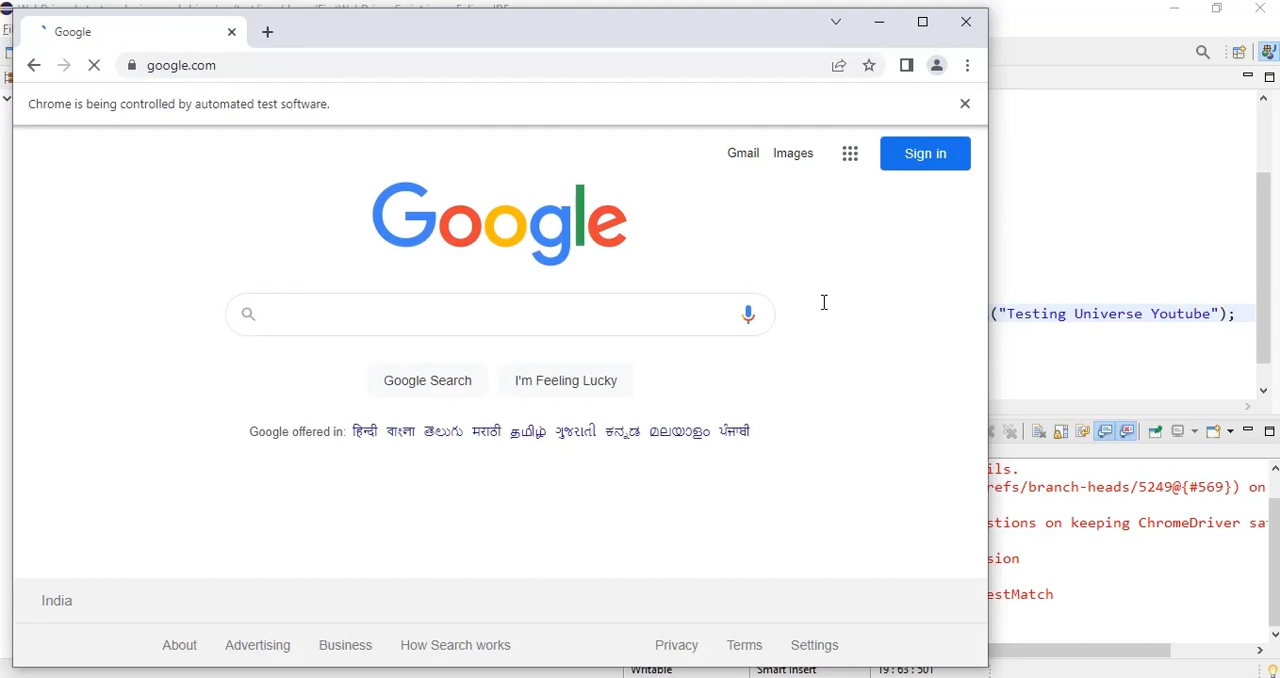 Google
google.com
Chrome is being controlled by automated test software.
Gmail Images Sign in
Google
("Testing Universe Youtube");
Google Search I'm Feeling Lucky
Google offered in: हिन्दी বাংলা తెలుగు मराठी தமிழ் ગુજરાતી ಕನ್ನಡ മലയാളം ਪੰਜਾਬੀ
ils.
refs/branch-heads/5249@{#569}) on
stions on keeping ChromeDriver sa
sion
estMatch
India
About Advertising Business How Search works Privacy Terms Settings
Writable Smart Insert 19 : 63 : 501